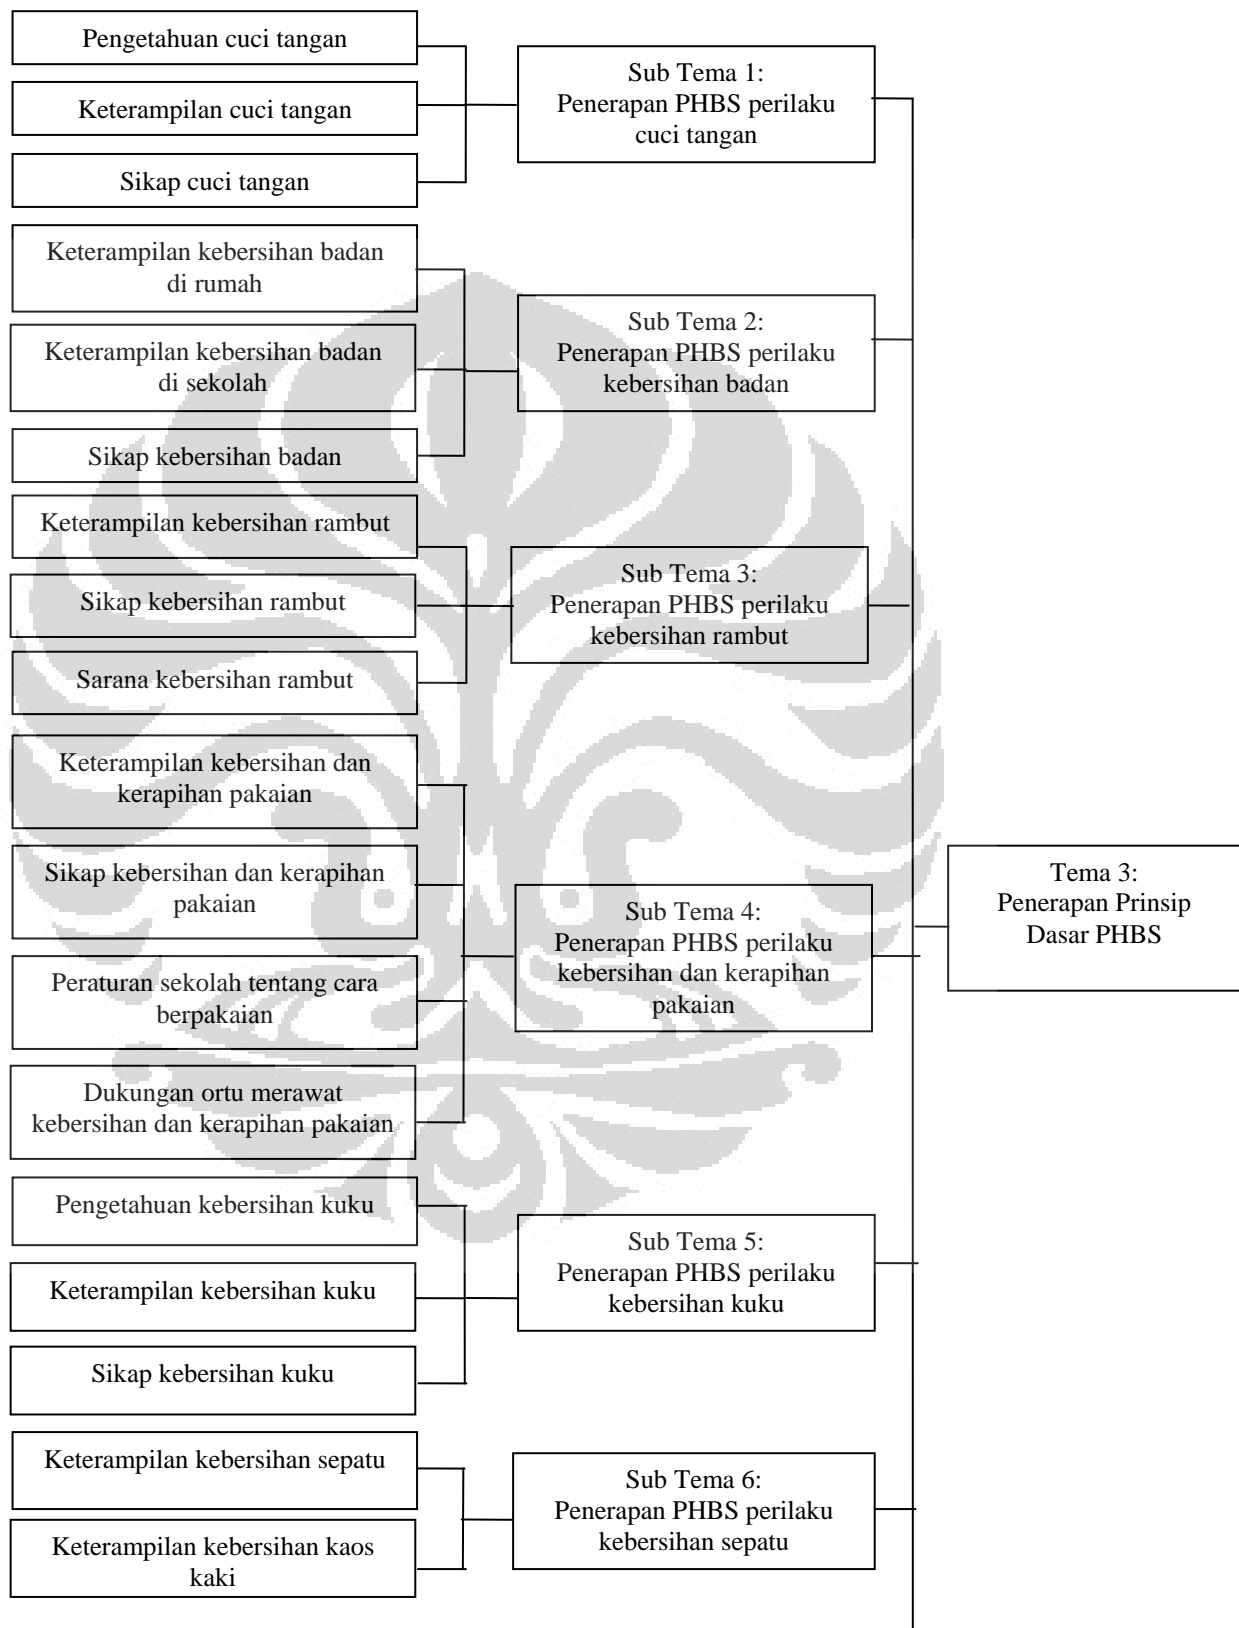 Pengetahuan cuci tangan
Keterampilan cuci tangan
Sikap cuci tangan
Sub Tema 1:
Penerapan PHBS perilaku
cuci tangan
Keterampilan kebersihan badan
di rumah
Keterampilan kebersihan badan
di sekolah
Sikap kebersihan badan
Sub Tema 2:
Penerapan PHBS perilaku
kebersihan badan
Keterampilan kebersihan rambut
Sikap kebersihan rambut
Sarana kebersihan rambut
Sub Tema 3:
Penerapan PHBS perilaku
kebersihan rambut
Keterampilan kebersihan dan
kerapihan pakaian
Sikap kebersihan dan kerapihan
pakaian
Peraturan sekolah tentang cara
berpakaian
Dukungan ortu merawat
kebersihan dan kerapihan pakaian
Sub Tema 4:
Penerapan PHBS perilaku
kebersihan dan kerapihan
pakaian
Pengetahuan kebersihan kuku
Keterampilan kebersihan kuku
Sikap kebersihan kuku
Sub Tema 5:
Penerapan PHBS perilaku
kebersihan kuku
Keterampilan kebersihan sepatu
Keterampilan kebersihan kaos
kaki
Sub Tema 6:
Penerapan PHBS perilaku
kebersihan sepatu
Tema 3:
Penerapan Prinsip
Dasar PHBS